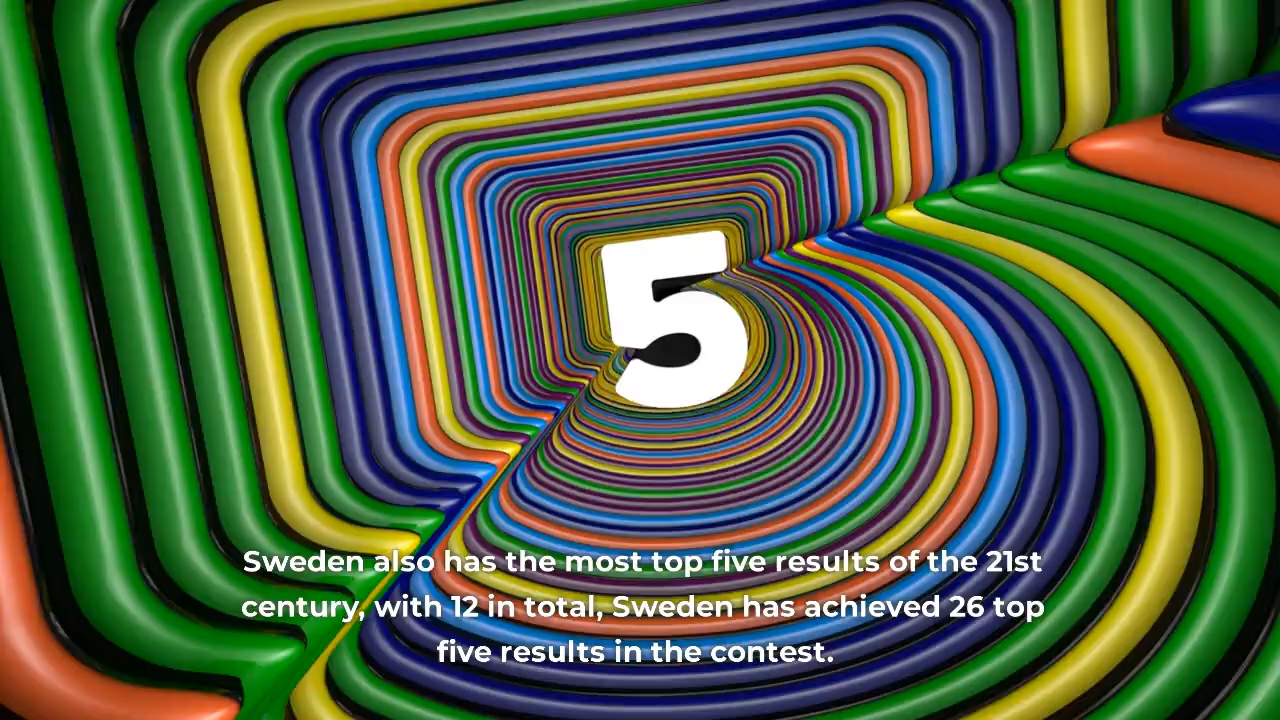 5
Sweden also has the most top five results of the 21st
century, with 12 in total, Sweden has achieved 26 top
five results in the contest.